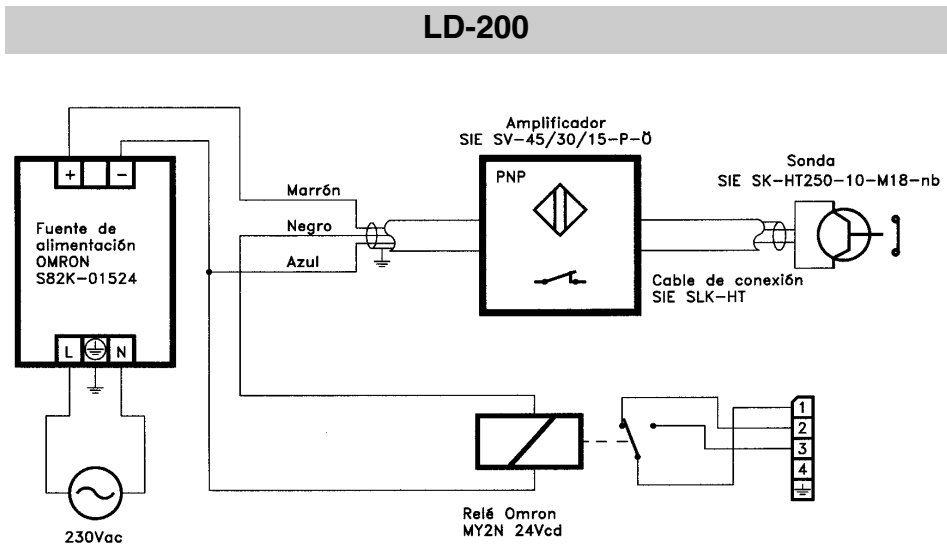 LD-200
Amplificador
SIE SV-45/30/15-P-Ö
Sonda
SIE SK-HT250-10-M18-nb
+
−
PNP
Marrón
Fuente de
alimentación
OMRON
S82K-01524
Negro
Azul
Cable de conexión
SIE SLK-HT
L
N
1
2
3
4
230Vac
Relé Omron
MY2N 24Vcd